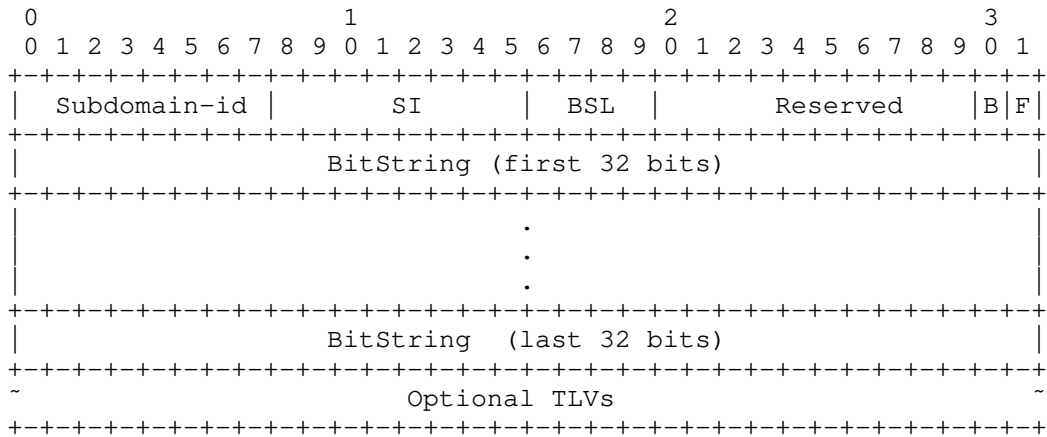 0                   1                   2                   3
 0 1 2 3 4 5 6 7 8 9 0 1 2 3 4 5 6 7 8 9 0 1 2 3 4 5 6 7 8 9 0 1
+-+-+-+-+-+-+-+-+-+-+-+-+-+-+-+-+-+-+-+-+-+-+-+-+-+-+-+-+-+-+-+-+
|  Subdomain-id |       SI      |  BSL  |       Reserved    |B|F|
+-+-+-+-+-+-+-+-+-+-+-+-+-+-+-+-+-+-+-+-+-+-+-+-+-+-+-+-+-+-+-+-+
|                   BitString (first 32 bits)                   |
+-+-+-+-+-+-+-+-+-+-+-+-+-+-+-+-+-+-+-+-+-+-+-+-+-+-+-+-+-+-+-+-+
|                               .                               |
|                               .                               |
|                               .                               |
+-+-+-+-+-+-+-+-+-+-+-+-+-+-+-+-+-+-+-+-+-+-+-+-+-+-+-+-+-+-+-+-+
|                   BitString  (last 32 bits)                   |
+-+-+-+-+-+-+-+-+-+-+-+-+-+-+-+-+-+-+-+-+-+-+-+-+-+-+-+-+-+-+-+-+
~                        Optional TLVs                          ~
+-+-+-+-+-+-+-+-+-+-+-+-+-+-+-+-+-+-+-+-+-+-+-+-+-+-+-+-+-+-+-+-+